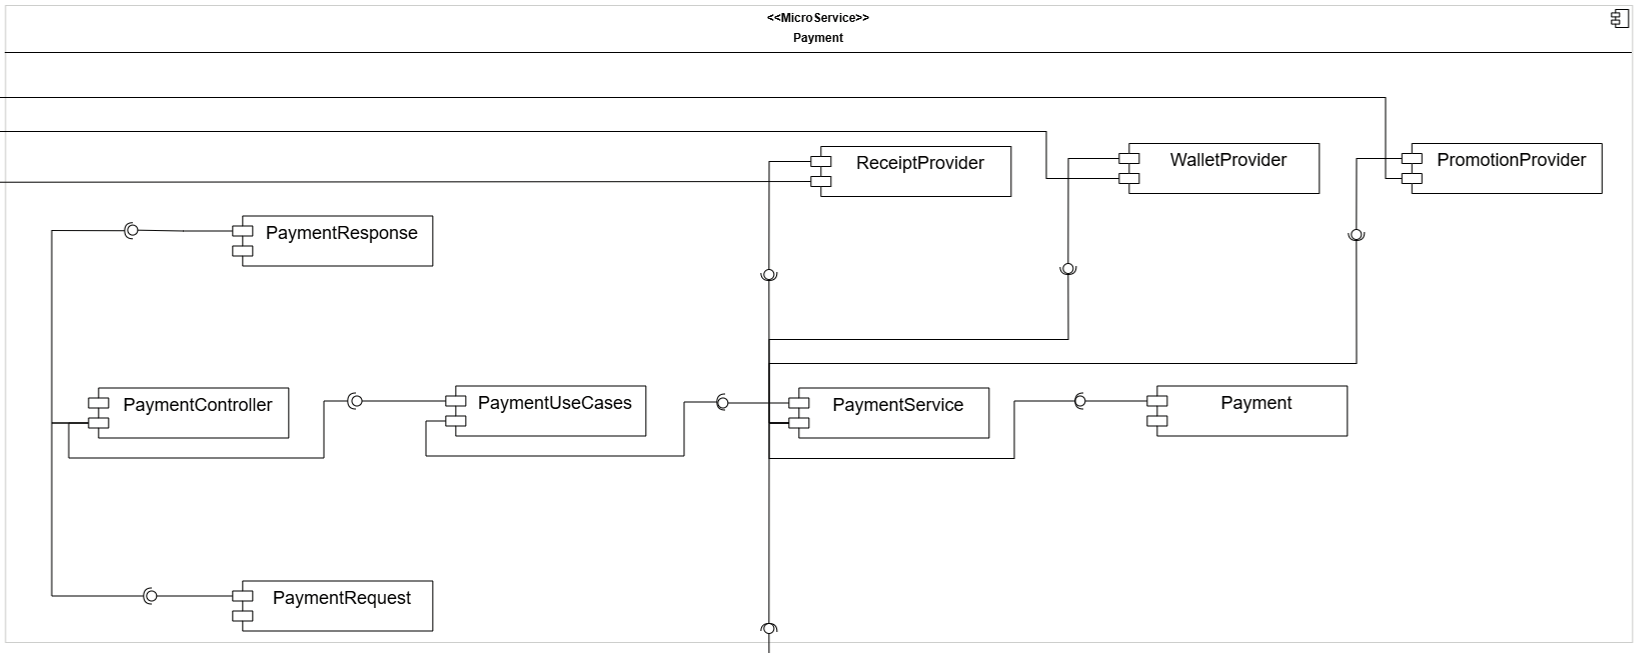 <<MicroService>>
Payment
ReceiptProvider
WalletProvider
PromotionProvider
PaymentResponse
PaymentController
PaymentUseCases
PaymentService
Payment
PaymentRequest